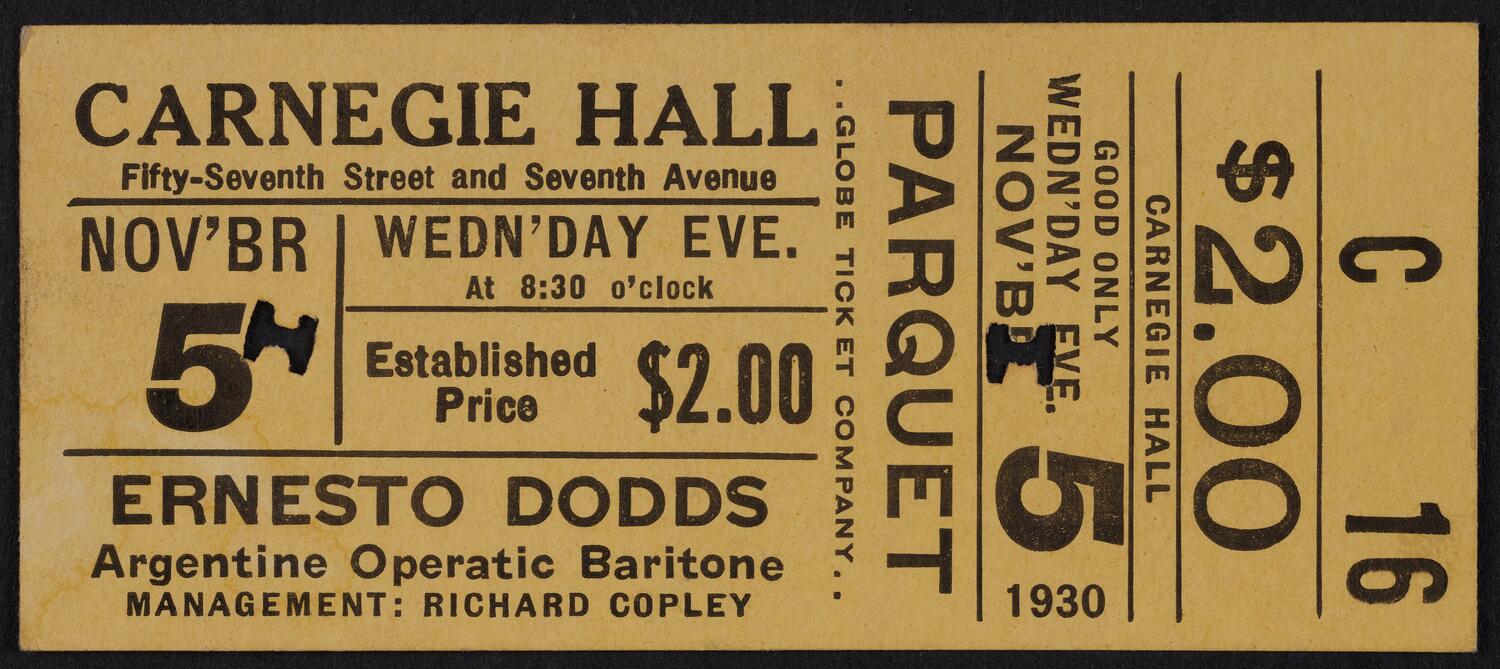 CARNEGIE HALL
Fifty-Seventh Street and Seventh Avenue
NOV'BR
5
WEDN'DAY EVE.
At 8:30 o'clock
Established
Price
$2.00
ERNESTO DODDS
Argentine Operatic Baritone
MANAGEMENT: RICHARD COPLEY
..GLOBE TICKET COMPANY..
C 16
$2.00
CARNEGIE HALL
GOOD ONLY
WEDN'DAY EVE.
NOV'BR 5
1930
PARQUET